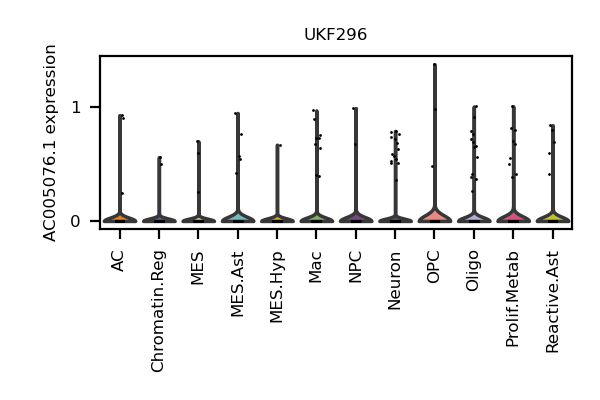 UKF296
AC005076.1 expression
1
0
AC
Chromatin.Reg
MES
MES.Ast
MES.Hyp
Mac
NPC
Neuron
OPC
Oligo
Prolif.Metab
Reactive.Ast